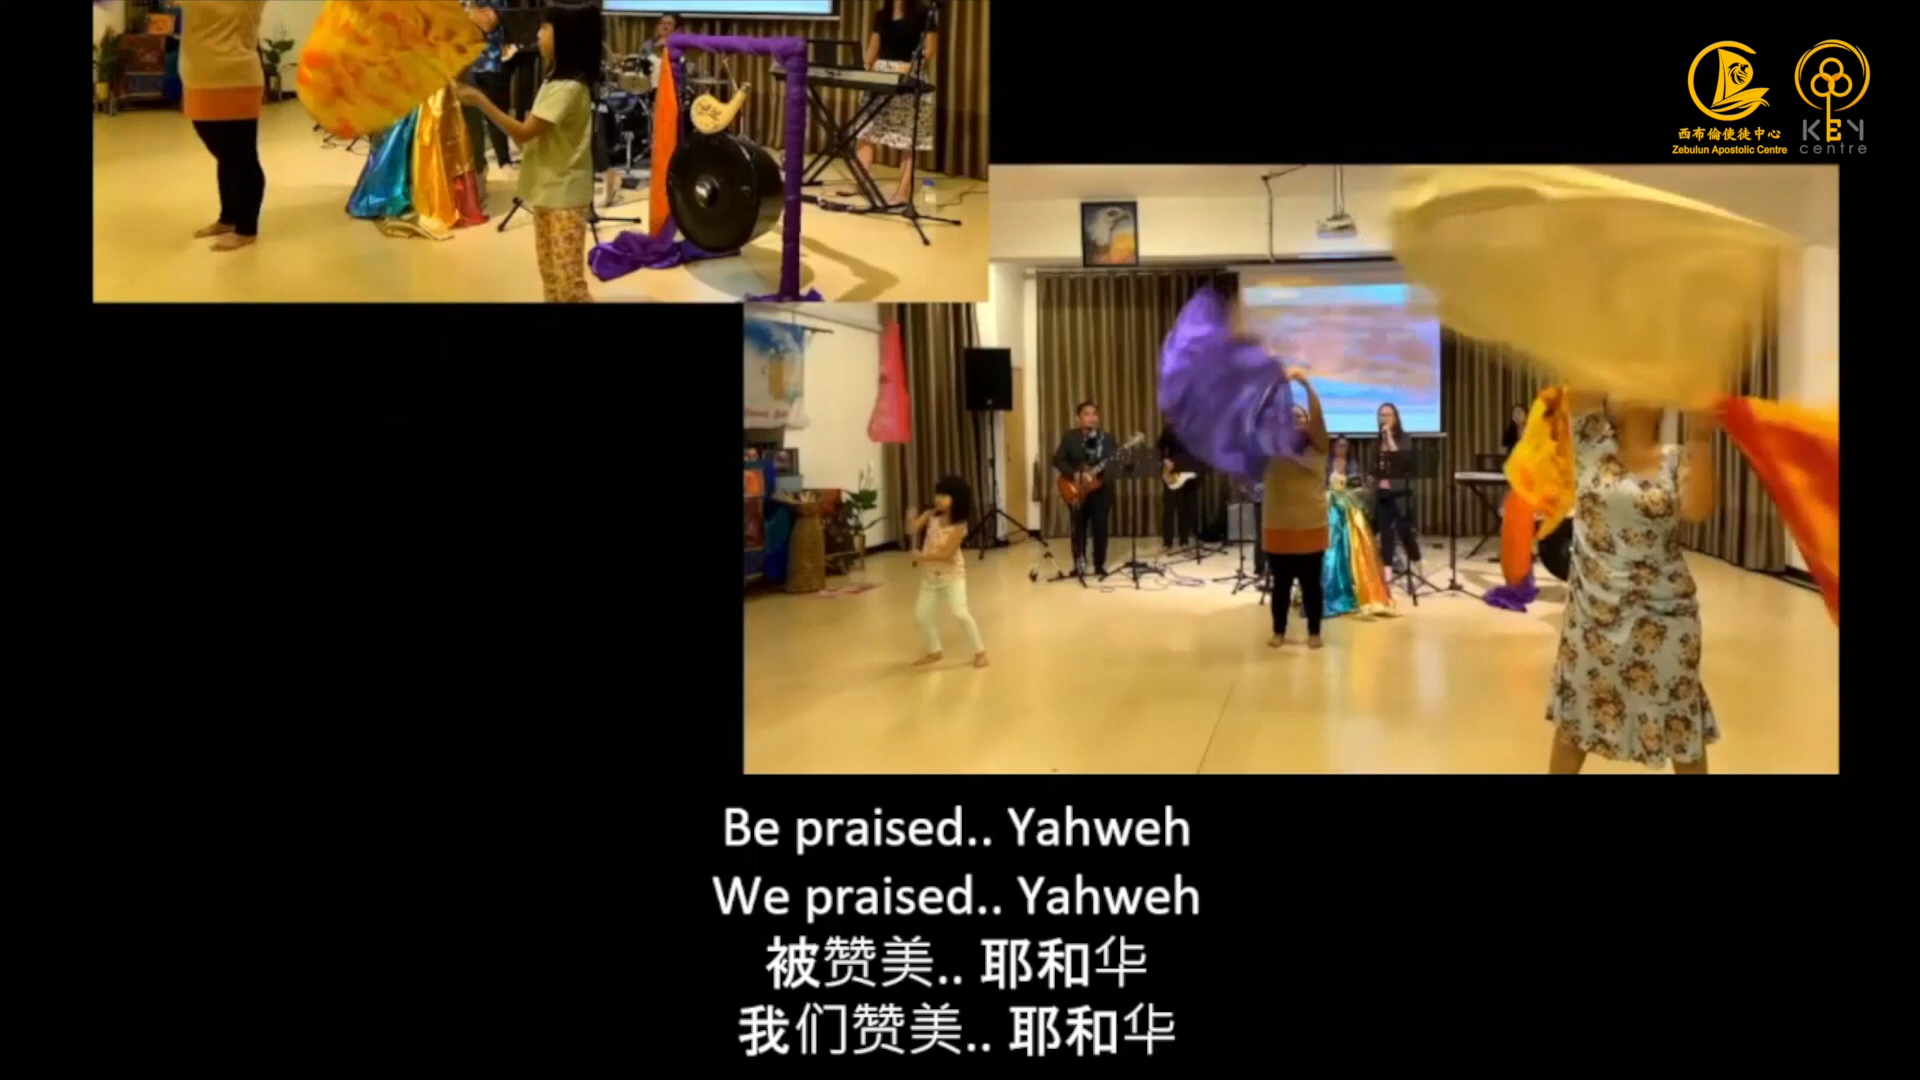 西布倫使徒中心
Zebulun Apostolic Centre
KEY
centre
Be praised.. Yahweh
We praised.. Yahweh
被赞美.. 耶和华
我们赞美.. 耶和华